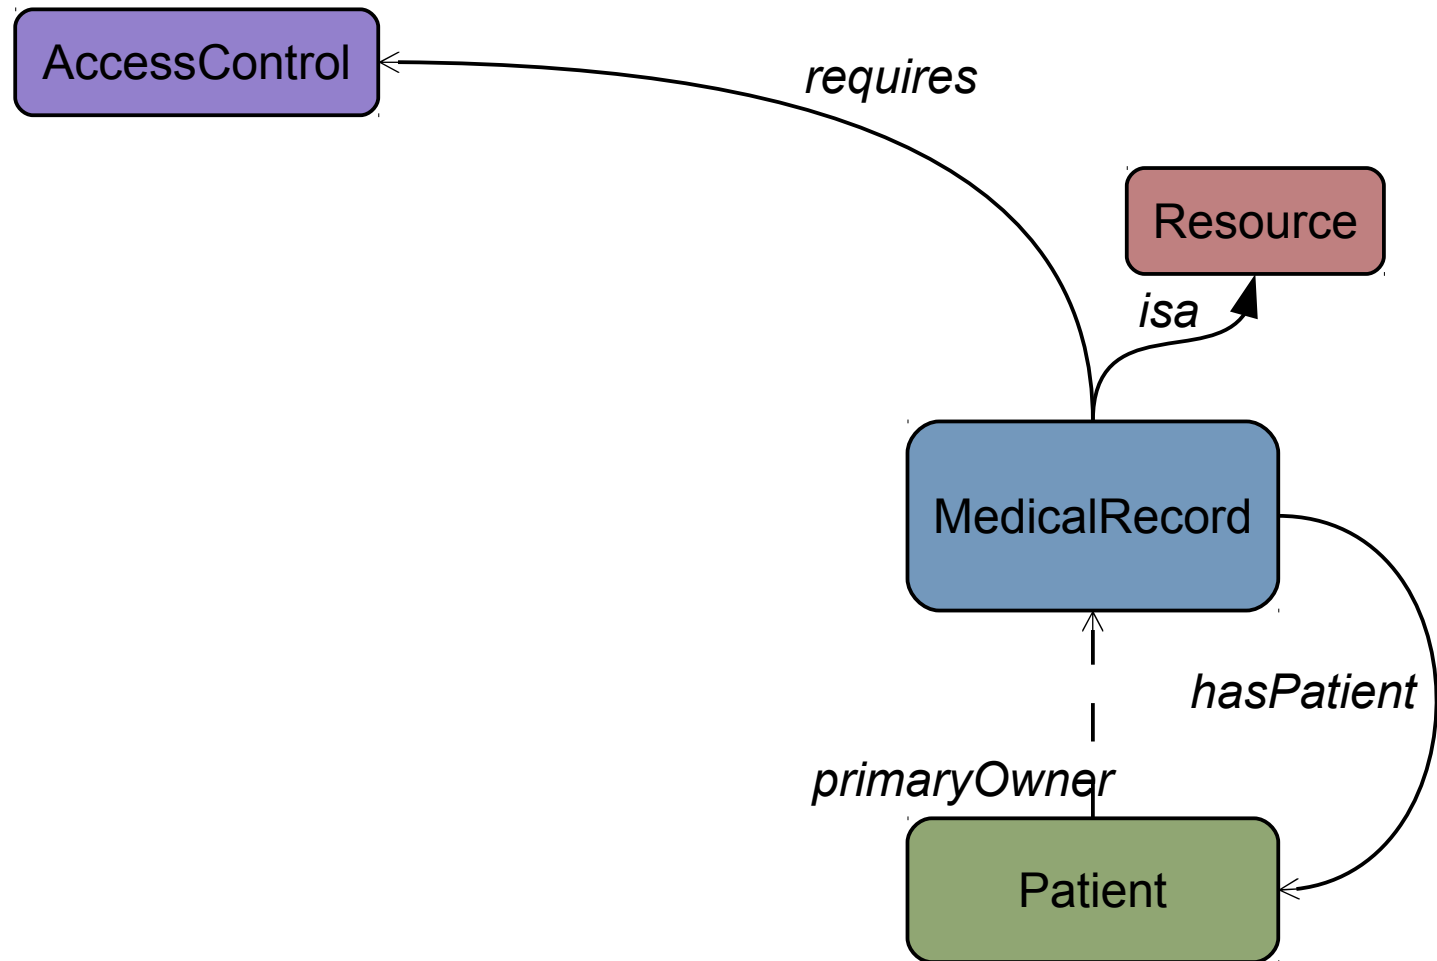 AccessControl
requires
Resource
isa
MedicalRecord
hasPatient
primaryOwner
Patient